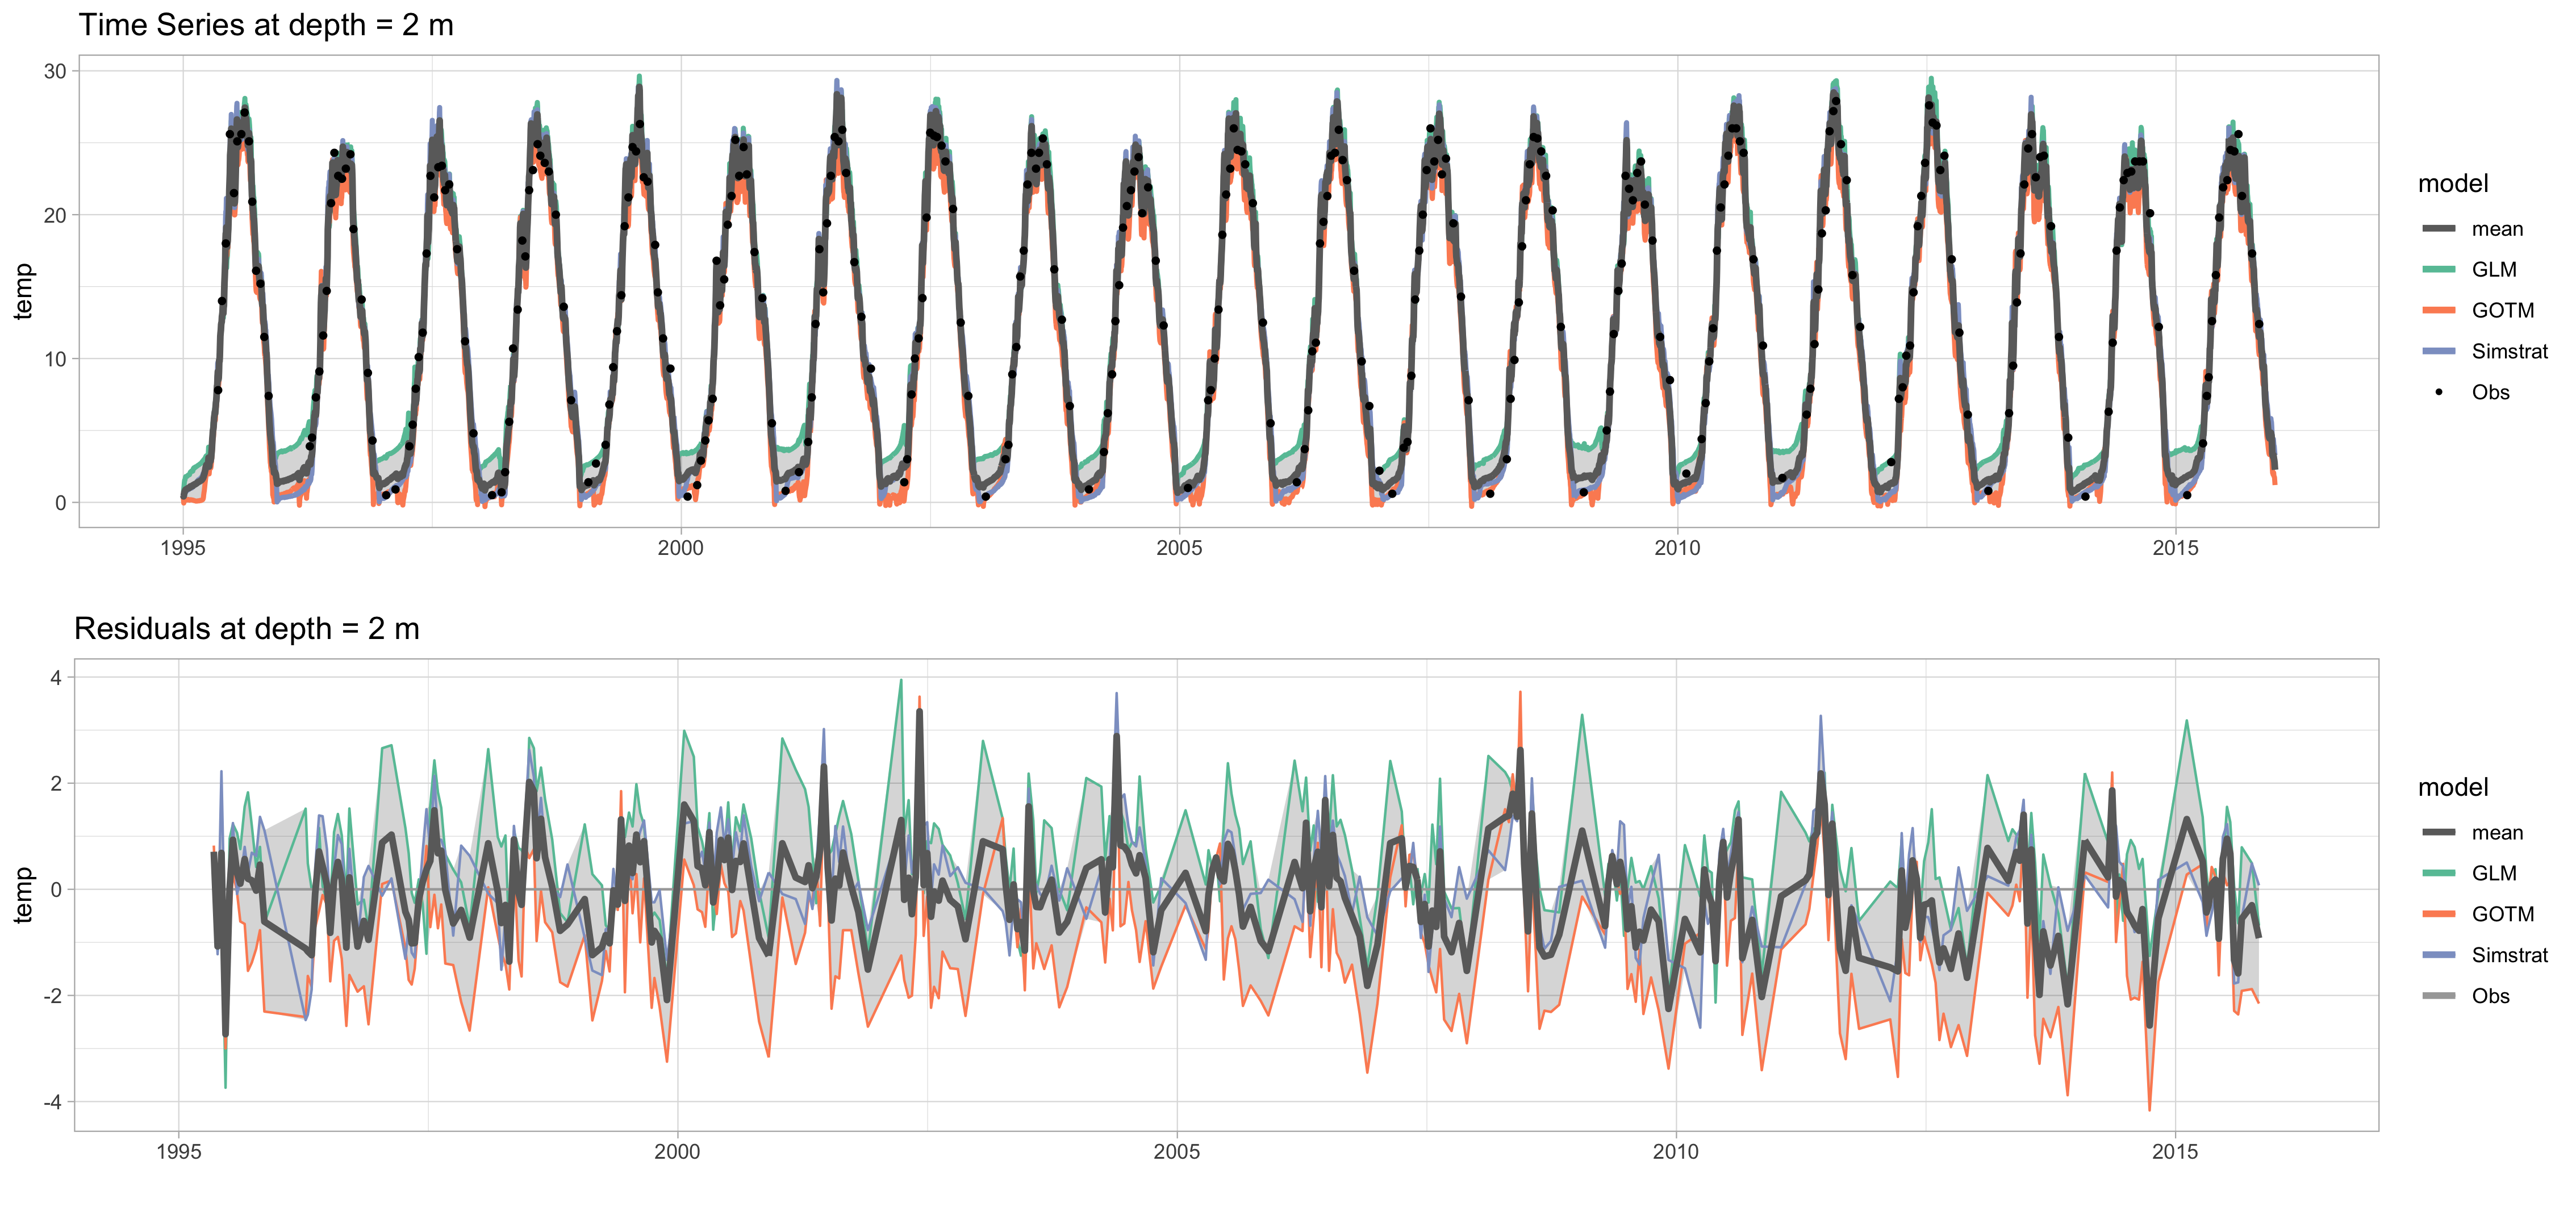 Time Series at depth = 2 m
30
20
10
0
temp
1995
2000
2005
2010
2015
model
mean
GLM
GOTM
Simstrat
Obs
Residuals at depth = 2 m
4
2
0
-2
-4
temp
1995
2000
2005
2010
2015
model
mean
GLM
GOTM
Simstrat
Obs